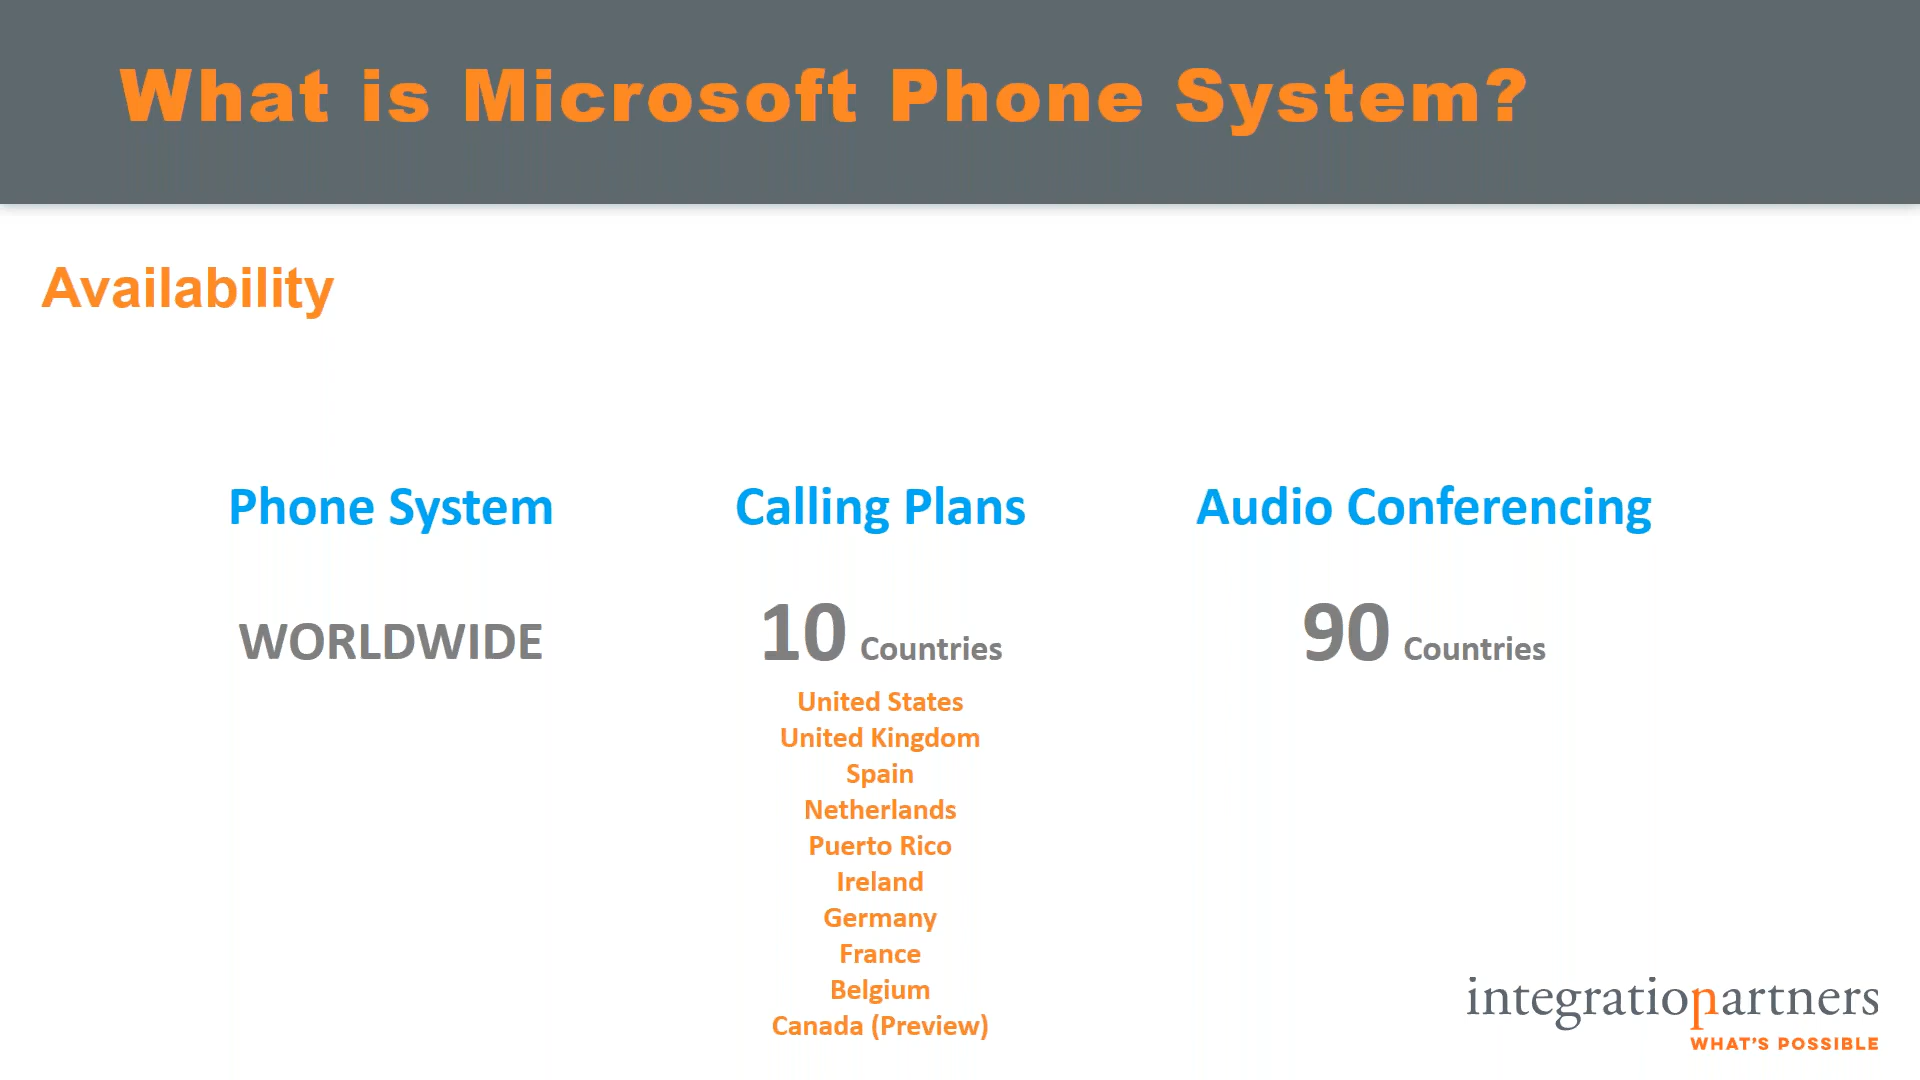 What is Microsoft Phone System?
Availability
Phone System
WORLDWIDE
Calling Plans
10 Countries
United States
United Kingdom
Spain
Netherlands
Puerto Rico
Ireland
Germany
France
Belgium
Canada (Preview)
Audio Conferencing
90 Countries
integrationpartners
WHAT'S POSSIBLE